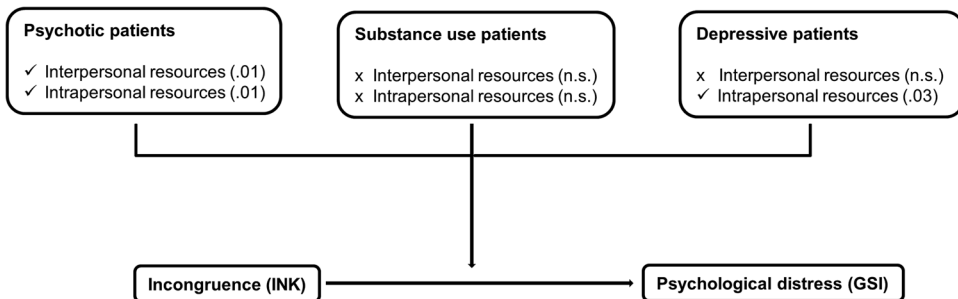 Psychotic patients
✓ Interpersonal resources (.01)
✓ Intrapersonal resources (.01)
Substance use patients
x Interpersonal resources (n.s.)
x Intrapersonal resources (n.s.)
Depressive patients
x Interpersonal resources (n.s.)
✓ Intrapersonal resources (.03)
Incongruence (INK)
Psychological distress (GSI)